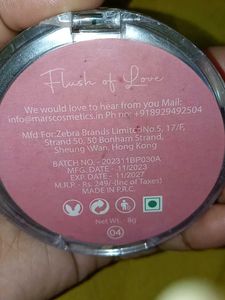 Flush of Love
We would love to hear from you Mail:
info@marscosmetics.in Ph no: +918929492504
Mfd For:Zebra Brands Limited No.5, 17/F,
Strand 50, 50 Bonham Strand,
Sheung Wan, Hong Kong
BATCH NO. - 202311BP030A
MFG. DATE - 11/2023
EXP. DATE - 11/2027
M.R.P - Rs. 249/-(Inc of Taxes)
MADE IN P.R.C.
Net Wt. - 8g
04